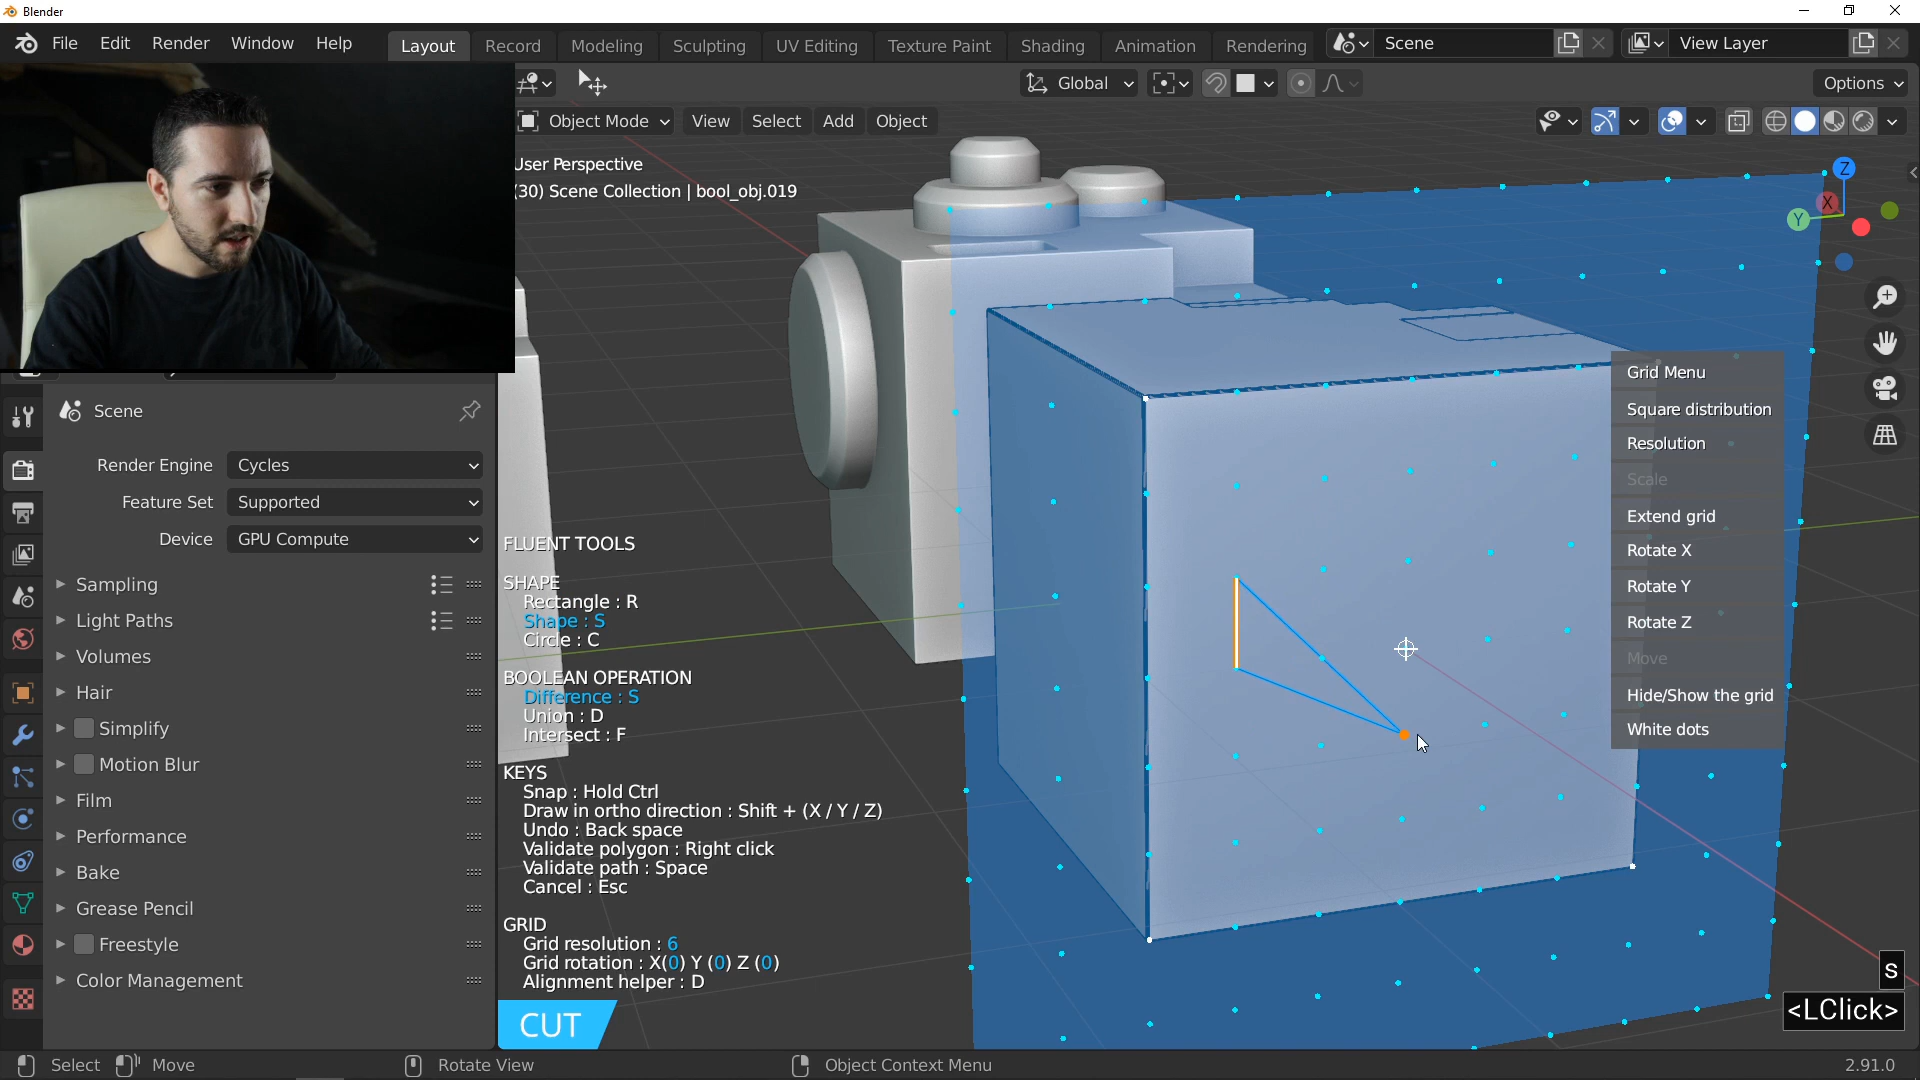 Blender
File Edit Render Window Help
Layout Record Modeling Sculpting UV Editing Texture Paint Shading Animation Rendering
Scene
View Layer
Global
Options
Object Mode View Select Add Object
User Perspective
(30) Scene Collection | bool_obj.019
Z
X
Y
Grid Menu
Square distribution
Resolution
Scale
Extend grid
Rotate X
Rotate Y
Rotate Z
Move
Hide/Show the grid
White dots
Scene
Render Engine Cycles
Feature Set Supported
Device GPU Compute
Sampling
Light Paths
Volumes
Hair
Simplify
Motion Blur
Film
Performance
Bake
Grease Pencil
Freestyle
Color Management
FLUENT TOOLS
SHAPE
Rectangle : R
Shape : S
Circle : C
BOOLEAN OPERATION
Difference : S
Union : D
Intersect : F
KEYS
Snap : Hold Ctrl
Draw in ortho direction : Shift + (X / Y / Z)
Undo : Back space
Validate polygon : Right click
Validate path : Space
Cancel : Esc
GRID
Grid resolution : 6
Grid rotation : X(0) Y (0) Z (0)
Alignment helper : D
CUT
S
<LClick>
Select Move Rotate View Object Context Menu 2.91.0